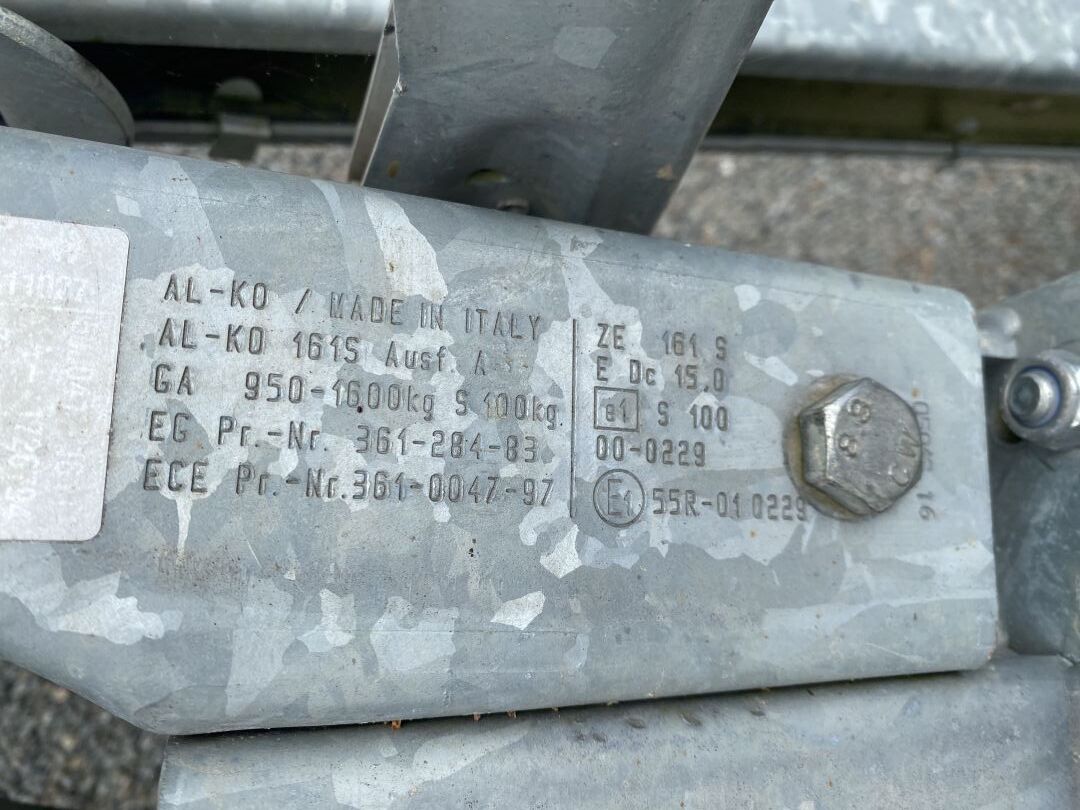 AL-KO / MADE IN ITALY
AL-KO 161S Ausf. A
GA 950-1600kg S 100kg.
EG Pr.-Nr. 361-284-83
ECE Pr.-Nr.361-0047-97
ZE 161 S
E Dc 15,0
e1 S 100
00-0229
E1 55R-01 0229
8 8
16